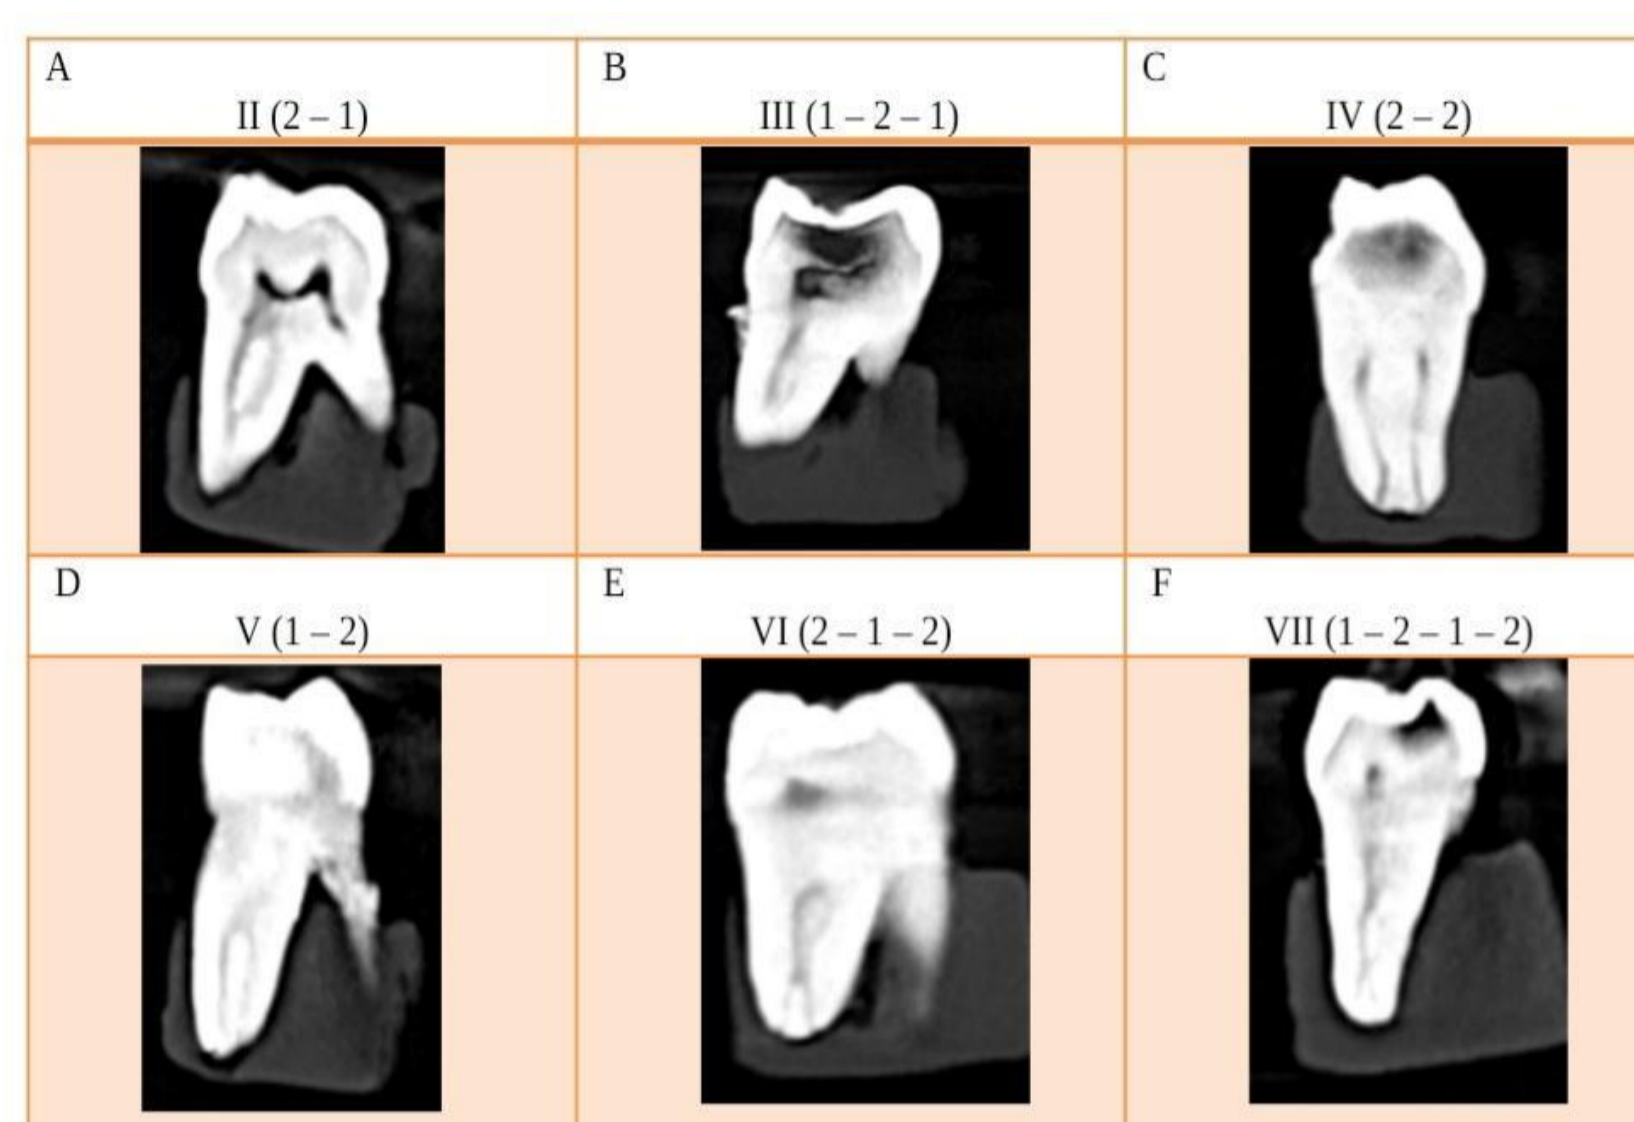 A
B
C
II (2 – 1)
III (1 – 2 – 1)
IV (2 – 2)
D
E
F
V (1 – 2)
VI (2 – 1 – 2)
VII (1 – 2 – 1 – 2)